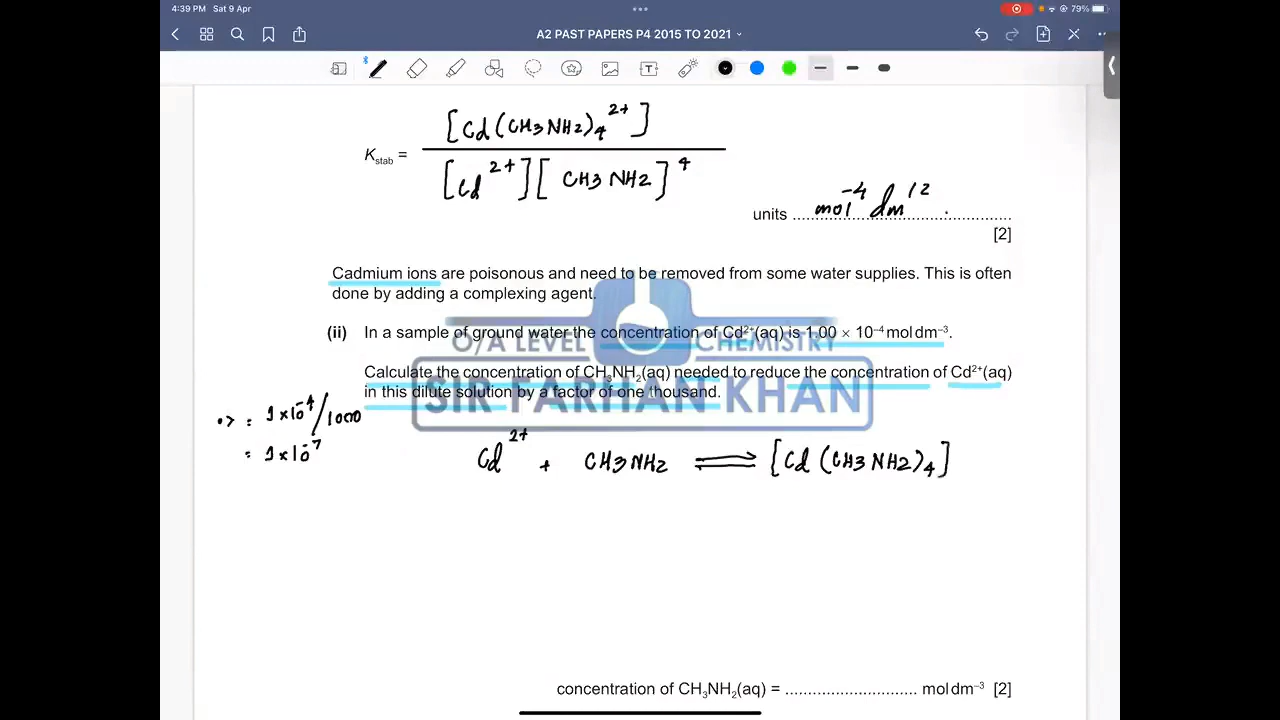 4:39 PM Sat 9 Apr
79%
A2 PAST PAPERS P4 2015 TO 2021
[Cd(CH3NH2)₄²⁺]
Kstab =
[Cd²⁺][CH3NH2]⁴
units mol⁻⁴ dm¹².
[2]
Cadmium ions are poisonous and need to be removed from some water supplies. This is often
done by adding a complexing agent.
(ii) In a sample of ground water the concentration of Cd²⁺(aq) is 1.00 × 10⁻⁴ mol dm⁻³.
O/A LEVEL CHEMISTRY
Calculate the concentration of CH₃NH₂(aq) needed to reduce the concentration of Cd²⁺(aq)
in this dilute solution by a factor of one thousand.
SIR FARHAN KHAN
•> = 1×10⁻⁴/1000
= 1×10⁻⁷
Cd²⁺ + CH3NH2 ⇌ [Cd(CH3NH2)₄]
concentration of CH₃NH₂(aq) = ............................. mol dm⁻³ [2]